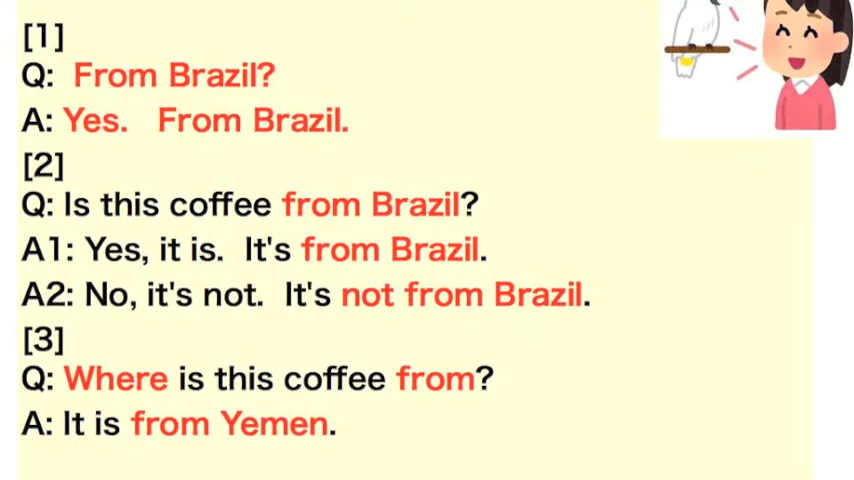 [1]
Q: From Brazil?
A: Yes. From Brazil.
[2]
Q: Is this coffee from Brazil?
A1: Yes, it is. It's from Brazil.
A2: No, it's not. It's not from Brazil.
[3]
Q: Where is this coffee from?
A: It is from Yemen.